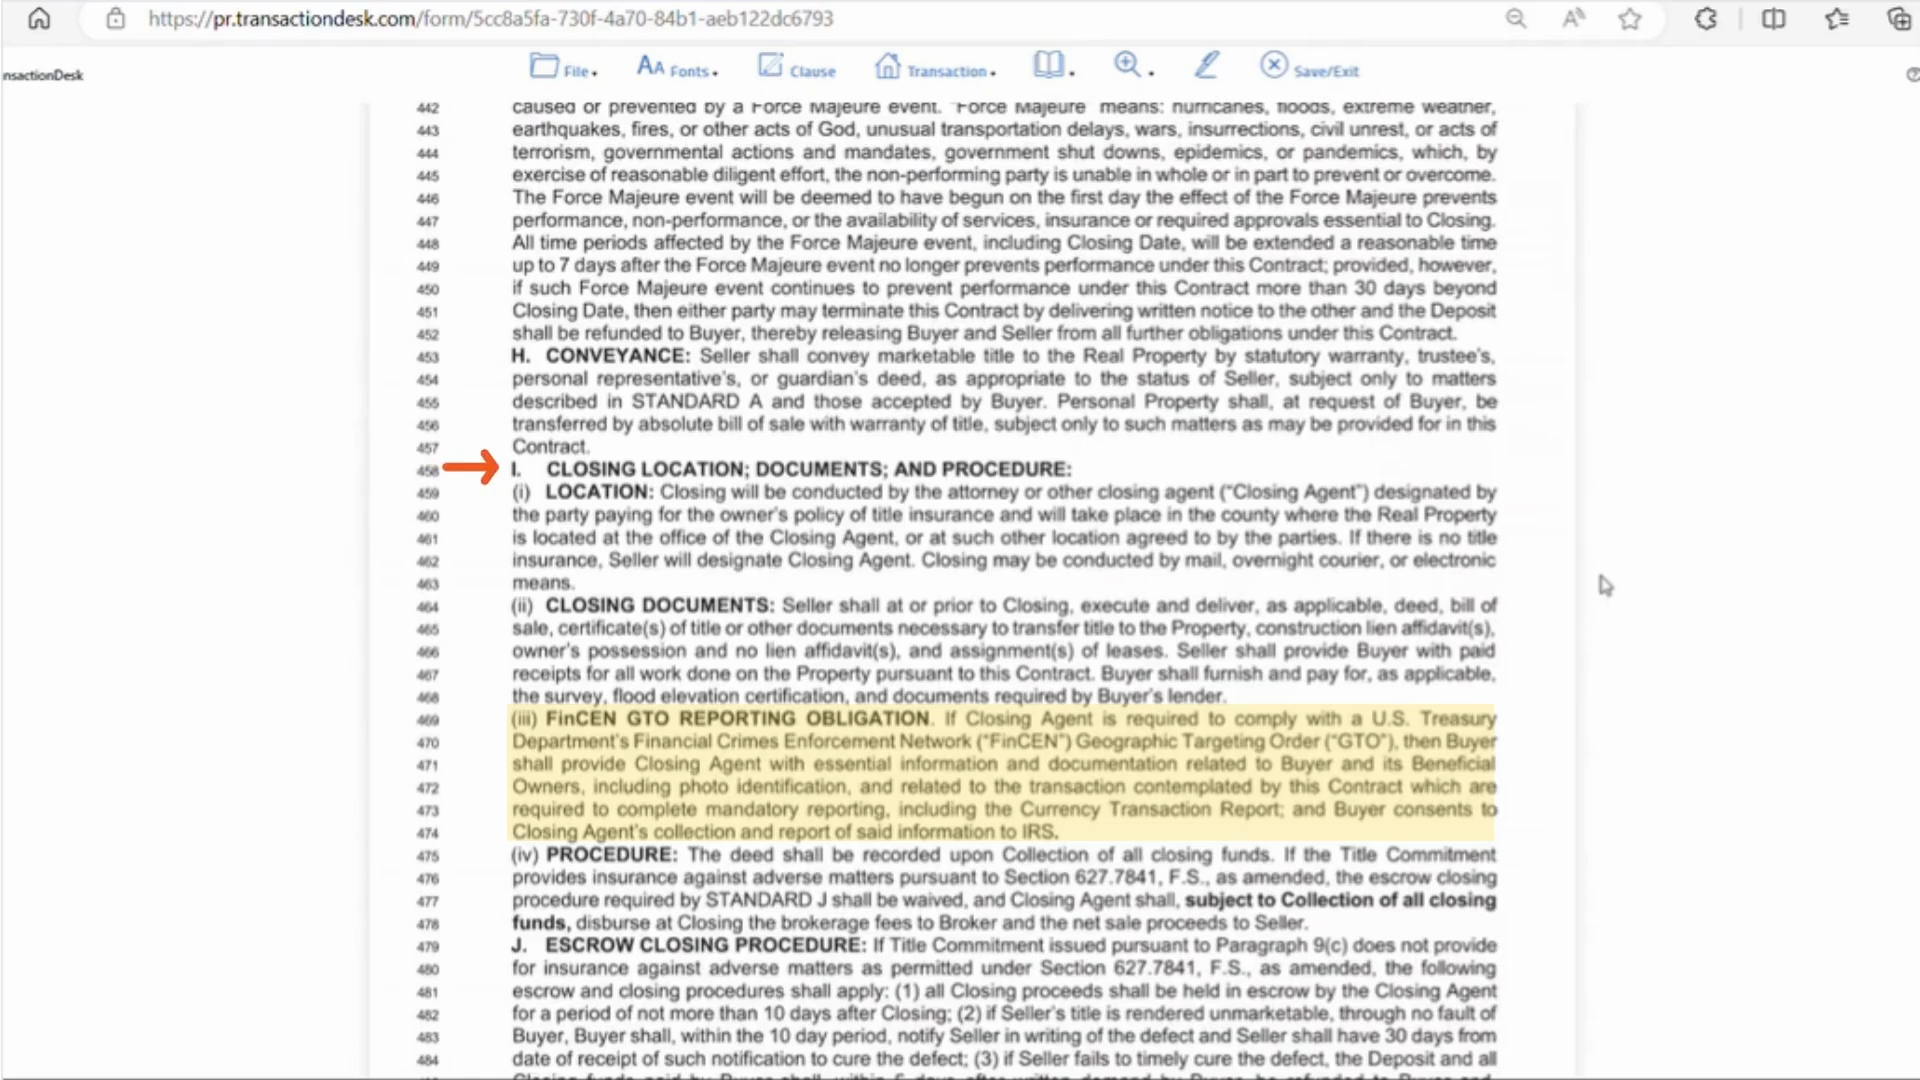 https://pr.transactiondesk.com/form/5cc8a5fa-730f-4a70-84b1-aeb122dc6793
nsactionDesk
File
AA Fonts
Clause
Transaction
Save/Exit
442 caused or prevented by a Force Majeure event. "Force Majeure" means: hurricanes, floods, extreme weather,
443 earthquakes, fires, or other acts of God, unusual transportation delays, wars, insurrections, civil unrest, or acts of
444 terrorism, governmental actions and mandates, government shut downs, epidemics, or pandemics, which, by
445 exercise of reasonable diligent effort, the non-performing party is unable in whole or in part to prevent or overcome.
446 The Force Majeure event will be deemed to have begun on the first day the effect of the Force Majeure prevents
447 performance, non-performance, or the availability of services, insurance or required approvals essential to Closing.
448 All time periods affected by the Force Majeure event, including Closing Date, will be extended a reasonable time
449 up to 7 days after the Force Majeure event no longer prevents performance under this Contract; provided, however,
450 if such Force Majeure event continues to prevent performance under this Contract more than 30 days beyond
451 Closing Date, then either party may terminate this Contract by delivering written notice to the other and the Deposit
452 shall be refunded to Buyer, thereby releasing Buyer and Seller from all further obligations under this Contract.
453 H. CONVEYANCE: Seller shall convey marketable title to the Real Property by statutory warranty, trustee's,
454 personal representative's, or guardian's deed, as appropriate to the status of Seller, subject only to matters
455 described in STANDARD A and those accepted by Buyer. Personal Property shall, at request of Buyer, be
456 transferred by absolute bill of sale with warranty of title, subject only to such matters as may be provided for in this
457 Contract.
458 I. CLOSING LOCATION; DOCUMENTS; AND PROCEDURE:
459 (i) LOCATION: Closing will be conducted by the attorney or other closing agent ("Closing Agent") designated by
460 the party paying for the owner's policy of title insurance and will take place in the county where the Real Property
461 is located at the office of the Closing Agent, or at such other location agreed to by the parties. If there is no title
462 insurance, Seller will designate Closing Agent. Closing may be conducted by mail, overnight courier, or electronic
463 means.
464 (ii) CLOSING DOCUMENTS: Seller shall at or prior to Closing, execute and deliver, as applicable, deed, bill of
465 sale, certificate(s) of title or other documents necessary to transfer title to the Property, construction lien affidavit(s),
466 owner's possession and no lien affidavit(s), and assignment(s) of leases. Seller shall provide Buyer with paid
467 receipts for all work done on the Property pursuant to this Contract. Buyer shall furnish and pay for, as applicable,
468 the survey, flood elevation certification, and documents required by Buyer's lender.
469 (iii) FinCEN GTO REPORTING OBLIGATION. If Closing Agent is required to comply with a U.S. Treasury
470 Department's Financial Crimes Enforcement Network ("FinCEN") Geographic Targeting Order ("GTO"), then Buyer
471 shall provide Closing Agent with essential information and documentation related to Buyer and its Beneficial
472 Owners, including photo identification, and related to the transaction contemplated by this Contract which are
473 required to complete mandatory reporting, including the Currency Transaction Report; and Buyer consents to
474 Closing Agent's collection and report of said information to IRS.
475 (iv) PROCEDURE: The deed shall be recorded upon Collection of all closing funds. If the Title Commitment
476 provides insurance against adverse matters pursuant to Section 627.7841, F.S., as amended, the escrow closing
477 procedure required by STANDARD J shall be waived, and Closing Agent shall, subject to Collection of all closing
478 funds, disburse at Closing the brokerage fees to Broker and the net sale proceeds to Seller.
479 J. ESCROW CLOSING PROCEDURE: If Title Commitment issued pursuant to Paragraph 9(c) does not provide
480 for insurance against adverse matters as permitted under Section 627.7841, F.S., as amended, the following
481 escrow and closing procedures shall apply: (1) all Closing proceeds shall be held in escrow by the Closing Agent
482 for a period of not more than 10 days after Closing; (2) if Seller's title is rendered unmarketable, through no fault of
483 Buyer, Buyer shall, within the 10 day period, notify Seller in writing of the defect and Seller shall have 30 days from
484 date of receipt of such notification to cure the defect; (3) if Seller fails to timely cure the defect, the Deposit and all